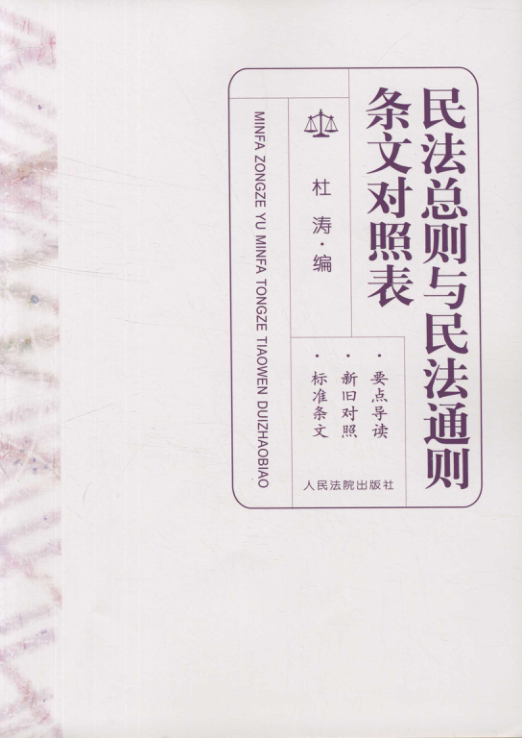 民法总则与民法通则
条文对照表
杜涛·编
MINFA ZONGZE YU MINFA TONGZE TIAOWEN DUIZHAOBIAO
·要点导读
·新旧对照
·标准条文
人民法院出版社